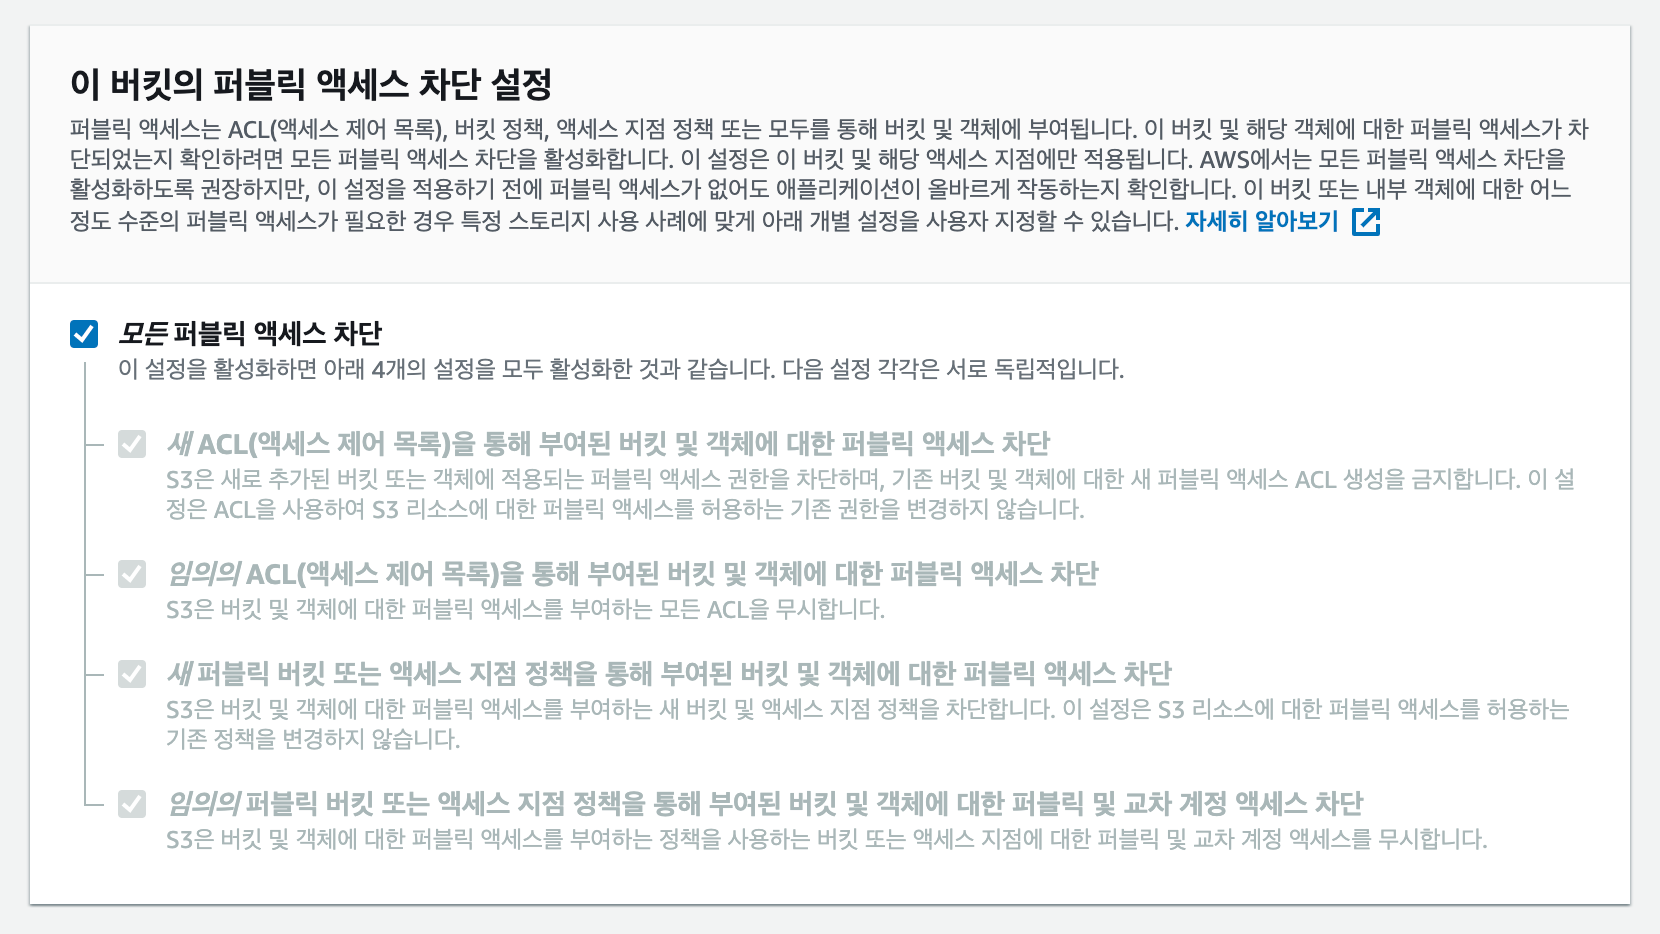 이 버킷의 퍼블릭 액세스 차단 설정
퍼블릭 액세스는 ACL(액세스 제어 목록), 버킷 정책, 액세스 지점 정책 또는 모두를 통해 버킷 및 객체에 부여됩니다. 이 버킷 및 해당 객체에 대한 퍼블릭 액세스가 차
단되었는지 확인하려면 모든 퍼블릭 액세스 차단을 활성화합니다. 이 설정은 이 버킷 및 해당 액세스 지점에만 적용됩니다. AWS에서는 모든 퍼블릭 액세스 차단을
활성화하도록 권장하지만, 이 설정을 적용하기 전에 퍼블릭 액세스가 없어도 애플리케이션이 올바르게 작동하는지 확인합니다. 이 버킷 또는 내부 객체에 대한 어느
정도 수준의 퍼블릭 액세스가 필요한 경우 특정 스토리지 사용 사례에 맞게 아래 개별 설정을 사용자 지정할 수 있습니다. 자세히 알아보기
모든 퍼블릭 액세스 차단
이 설정을 활성화하면 아래 4개의 설정을 모두 활성화한 것과 같습니다. 다음 설정 각각은 서로 독립적입니다.
새 ACL(액세스 제어 목록)을 통해 부여된 버킷 및 객체에 대한 퍼블릭 액세스 차단
S3은 새로 추가된 버킷 또는 객체에 적용되는 퍼블릭 액세스 권한을 차단하며, 기존 버킷 및 객체에 대한 새 퍼블릭 액세스 ACL 생성을 금지합니다. 이 설
정은 ACL을 사용하여 S3 리소스에 대한 퍼블릭 액세스를 허용하는 기존 권한을 변경하지 않습니다.
임의의 ACL(액세스 제어 목록)을 통해 부여된 버킷 및 객체에 대한 퍼블릭 액세스 차단
S3은 버킷 및 객체에 대한 퍼블릭 액세스를 부여하는 모든 ACL을 무시합니다.
새 퍼블릭 버킷 또는 액세스 지점 정책을 통해 부여된 버킷 및 객체에 대한 퍼블릭 액세스 차단
S3은 버킷 및 객체에 대한 퍼블릭 액세스를 부여하는 새 버킷 및 액세스 지점 정책을 차단합니다. 이 설정은 S3 리소스에 대한 퍼블릭 액세스를 허용하는
기존 정책을 변경하지 않습니다.
임의의 퍼블릭 버킷 또는 액세스 지점 정책을 통해 부여된 버킷 및 객체에 대한 퍼블릭 및 교차 계정 액세스 차단
S3은 버킷 및 객체에 대한 퍼블릭 액세스를 부여하는 정책을 사용하는 버킷 또는 액세스 지점에 대한 퍼블릭 및 교차 계정 액세스를 무시합니다.